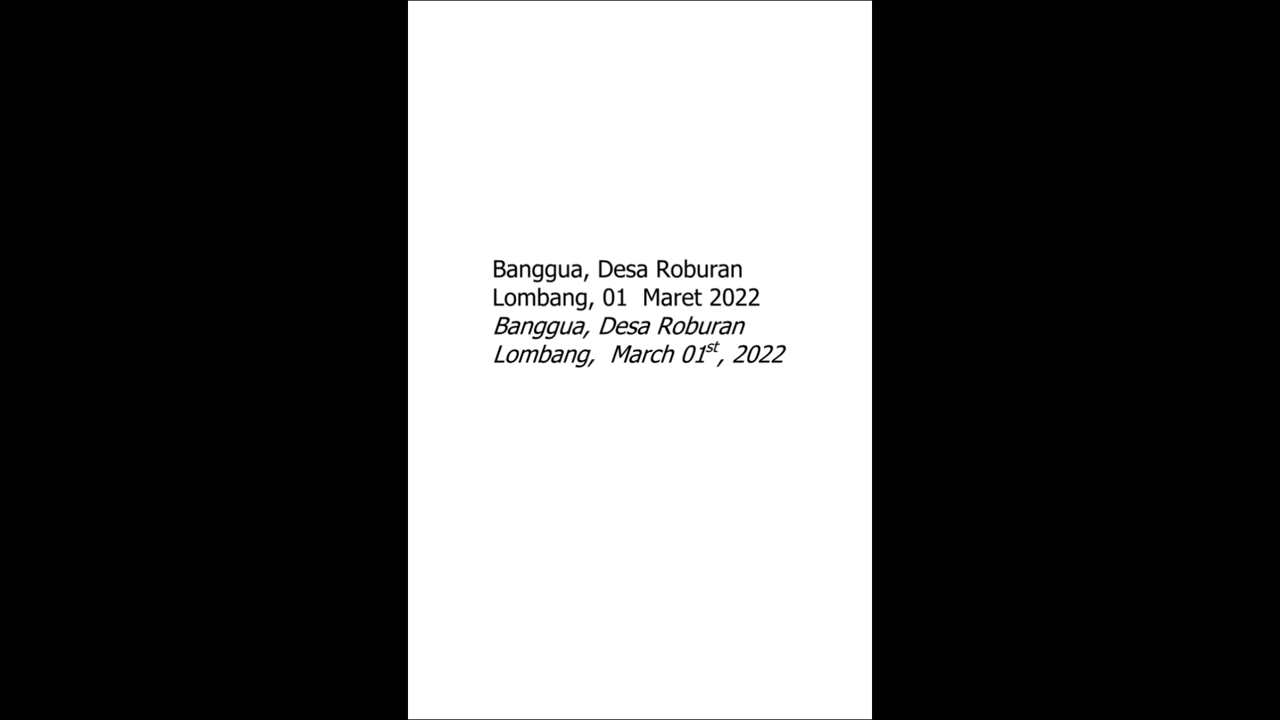 Banggua, Desa Roburan
Lombang, 01  Maret 2022
Banggua, Desa Roburan
Lombang,  March 01st, 2022